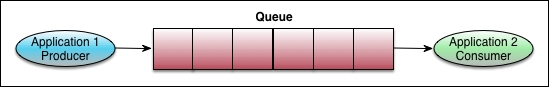 Queue
Application 1
Producer
Application 2
Consumer